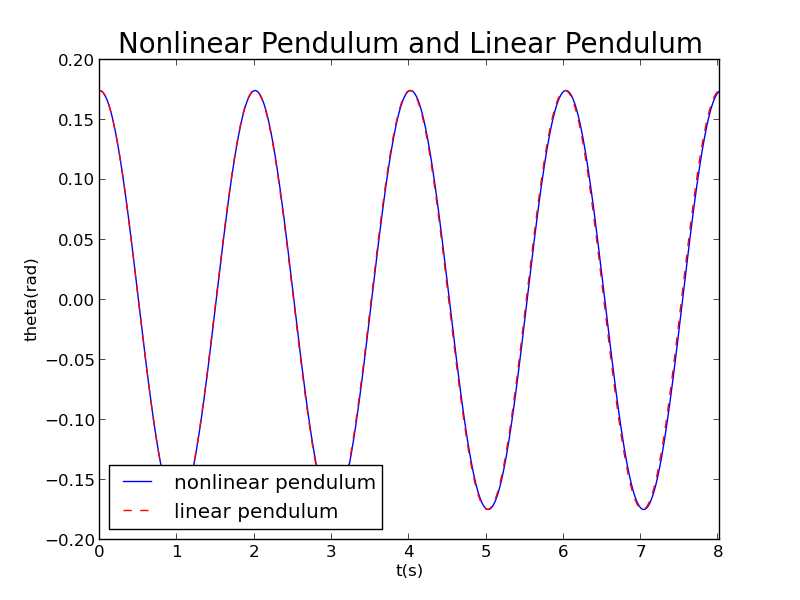 Nonlinear Pendulum and Linear Pendulum
0.20
0.15
0.10
0.05
0.00
−0.05
−0.10
−0.15
−0.20
theta(rad)
nonlinear pendulum
linear pendulum
0 1 2 3 4 5 6 7 8
t(s)